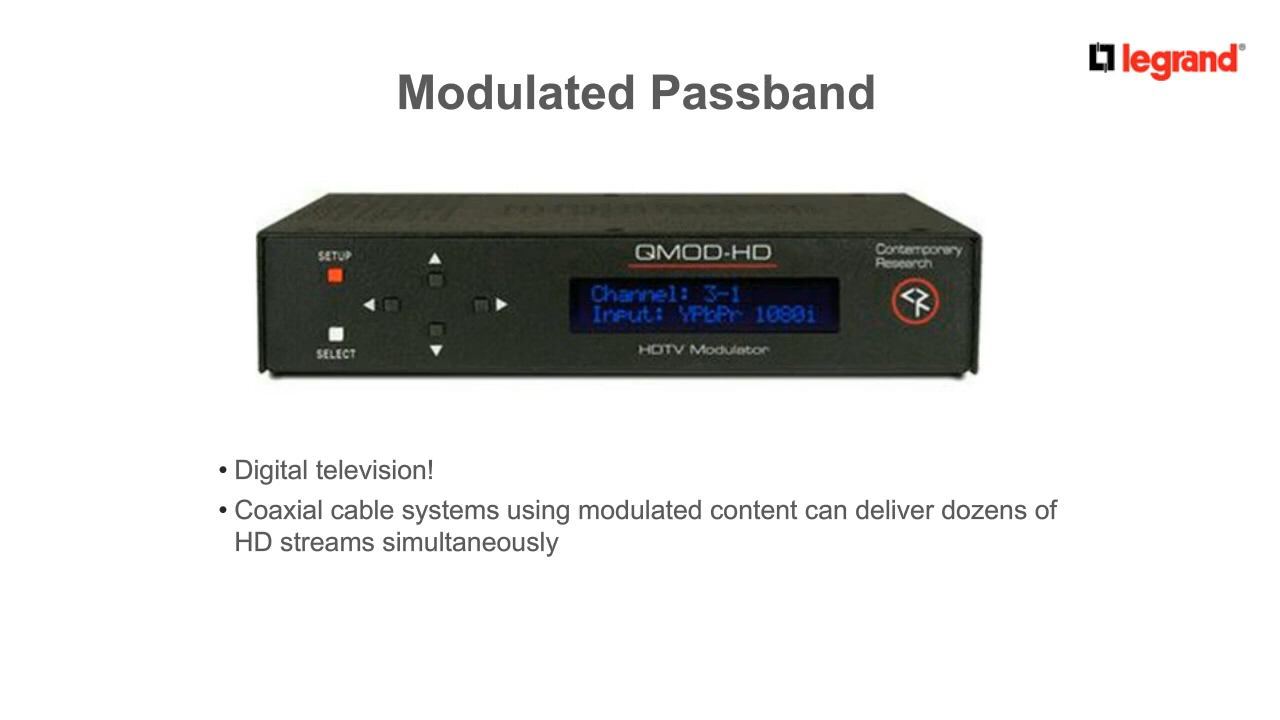 legrand®
Modulated Passband
SETUP
SELECT
QMOD-HD
Channel: 3-1
Input: YPbPr 1080i
HDTV Modulator
Contemporary
Research
• Digital television!
• Coaxial cable systems using modulated content can deliver dozens of
HD streams simultaneously